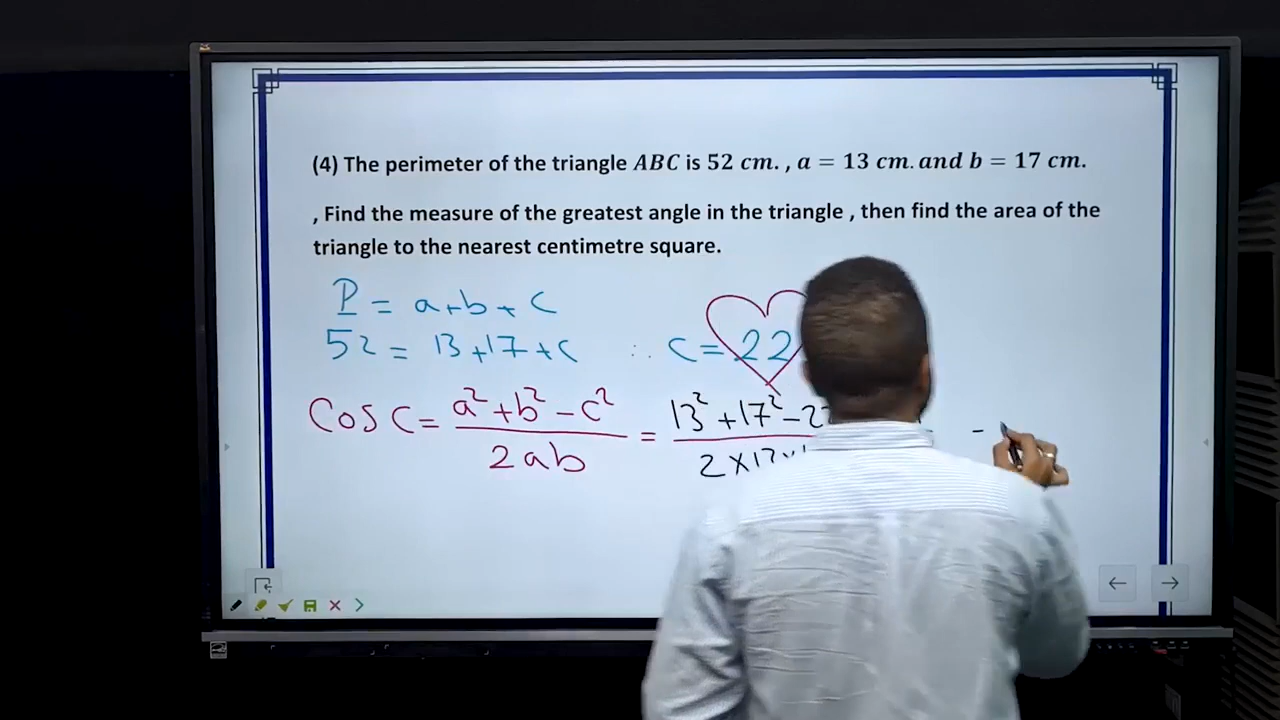 (4) The perimeter of the triangle ABC is 52 cm. , a = 13 cm. and b = 17 cm.
, Find the measure of the greatest angle in the triangle , then find the area of the
triangle to the nearest centimetre square.
P = a+b+c
52 = 13+17+c ∴ c = 22
Cos C = a²+b²-c² / 2ab = 13²+17²-2 / 2×13× -